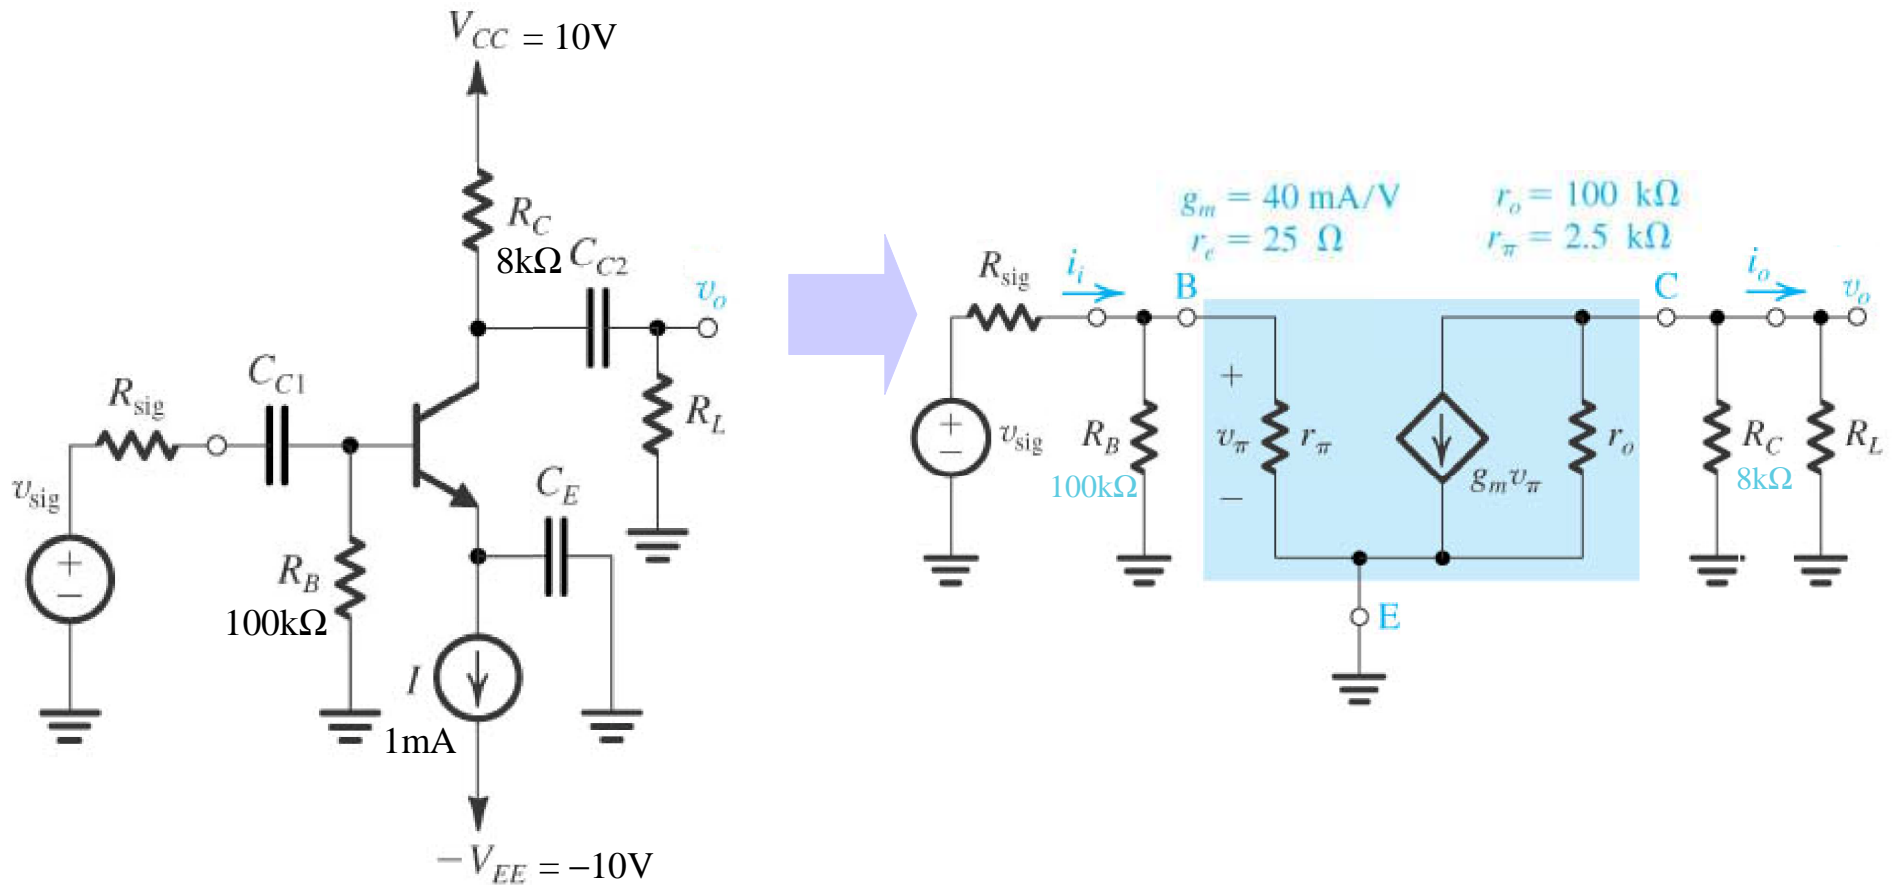 V_CC = 10V
R_C
8kΩ
C_C2
v_o
C_C1
R_sig
R_L
v_sig
+
−
R_B
100kΩ
C_E
I
1mA
−V_EE = −10V
g_m = 40 mA/V
r_e = 25 Ω
r_o = 100 kΩ
r_π = 2.5 kΩ
R_sig
i_i
B
C
i_o
v_o
+
−
v_sig
R_B
100kΩ
+
v_π
−
r_π
g_m v_π
r_o
R_C
8kΩ
R_L
E